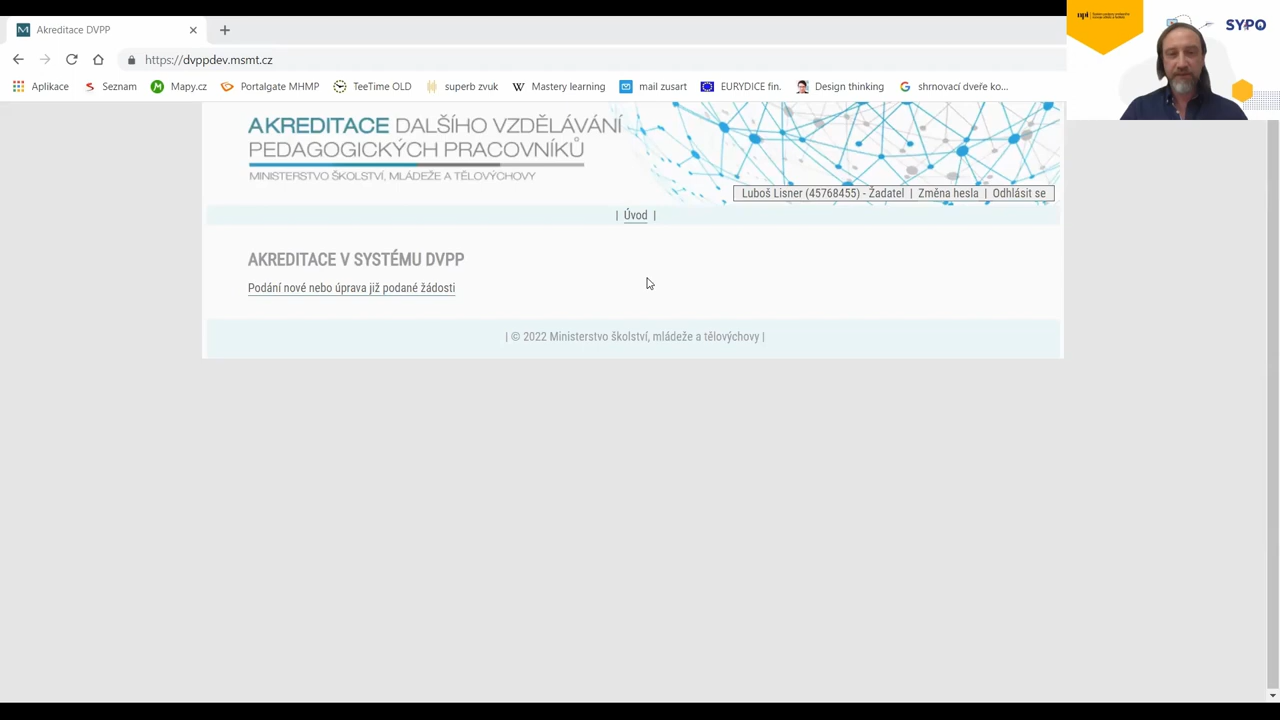 Akreditace DVPP
https://dvppdev.msmt.cz
Aplikace
Seznam
Mapy.cz
Portalgate MHMP
TeeTime OLD
superb zvuk
Mastery learning
mail zusart
EURYDICE fin.
Design thinking
shrnovací dveře ko...
npi
SYPO
AKREDITACE DALŠÍHO VZDĚLÁVÁNÍ
PEDAGOGICKÝCH PRACOVNÍKŮ
MINISTERSTVO ŠKOLSTVÍ, MLÁDEŽE A TĚLOVÝCHOVY
Luboš Lisner (45768455) - Žadatel | Změna hesla | Odhlásit se
| Úvod |
AKREDITACE V SYSTÉMU DVPP
Podání nové nebo úprava již podané žádosti
| © 2022 Ministerstvo školství, mládeže a tělovýchovy |